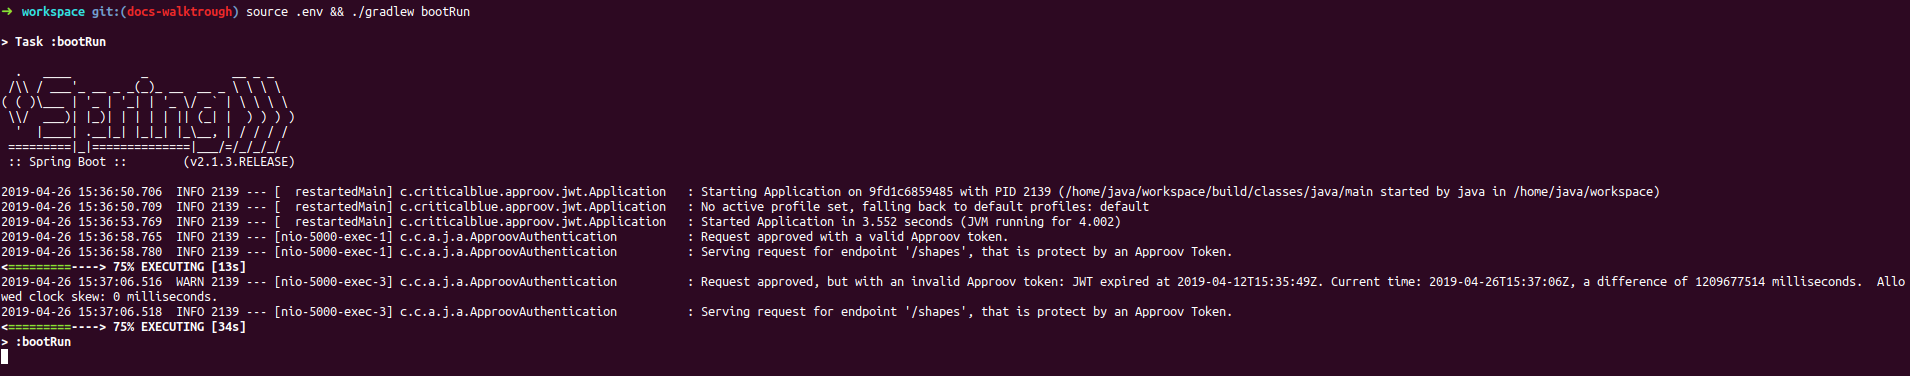 ➜  workspace git:(docs-walktrough) source .env && ./gradlew bootRun
> Task :bootRun
  .   ____          _            __ _ _
 /\\ / ___'_ __ _ _(_)_ __  __ _ \ \ \ \
( ( )\___ | '_ | '_| | '_ \/ _` | \ \ \ \
 \\/  ___)| |_)| | | | | || (_| |  ) ) ) )
  '  |____| .__|_| |_|_| |_\__, | / / / /
 =========|_|==============|___/=/_/_/_/
 :: Spring Boot ::        (v2.1.3.RELEASE)
2019-04-26 15:36:50.706  INFO 2139 --- [  restartedMain] c.criticalblue.approov.jwt.Application   : Starting Application on 9fd1c6859485 with PID 2139 (/home/java/workspace/build/classes/java/main started by java in /home/java/workspace)
2019-04-26 15:36:50.709  INFO 2139 --- [  restartedMain] c.criticalblue.approov.jwt.Application   : No active profile set, falling back to default profiles: default
2019-04-26 15:36:53.769  INFO 2139 --- [  restartedMain] c.criticalblue.approov.jwt.Application   : Started Application in 3.552 seconds (JVM running for 4.002)
2019-04-26 15:36:58.765  INFO 2139 --- [nio-5000-exec-1] c.c.a.j.a.ApproovAuthentication          : Request approved with a valid Approov token.
2019-04-26 15:36:58.780  INFO 2139 --- [nio-5000-exec-1] c.c.a.j.a.ApproovAuthentication          : Serving request for endpoint '/shapes', that is protect by an Approov Token.
<=========----> 75% EXECUTING [13s]
2019-04-26 15:37:06.516  WARN 2139 --- [nio-5000-exec-3] c.c.a.j.a.ApproovAuthentication          : Request approved, but with an invalid Approov token: JWT expired at 2019-04-12T15:35:49Z. Current time: 2019-04-26T15:37:06Z, a difference of 1209677514 milliseconds.  Allo
wed clock skew: 0 milliseconds.
2019-04-26 15:37:06.518  INFO 2139 --- [nio-5000-exec-3] c.c.a.j.a.ApproovAuthentication          : Serving request for endpoint '/shapes', that is protect by an Approov Token.
<=========----> 75% EXECUTING [34s]
> :bootRun